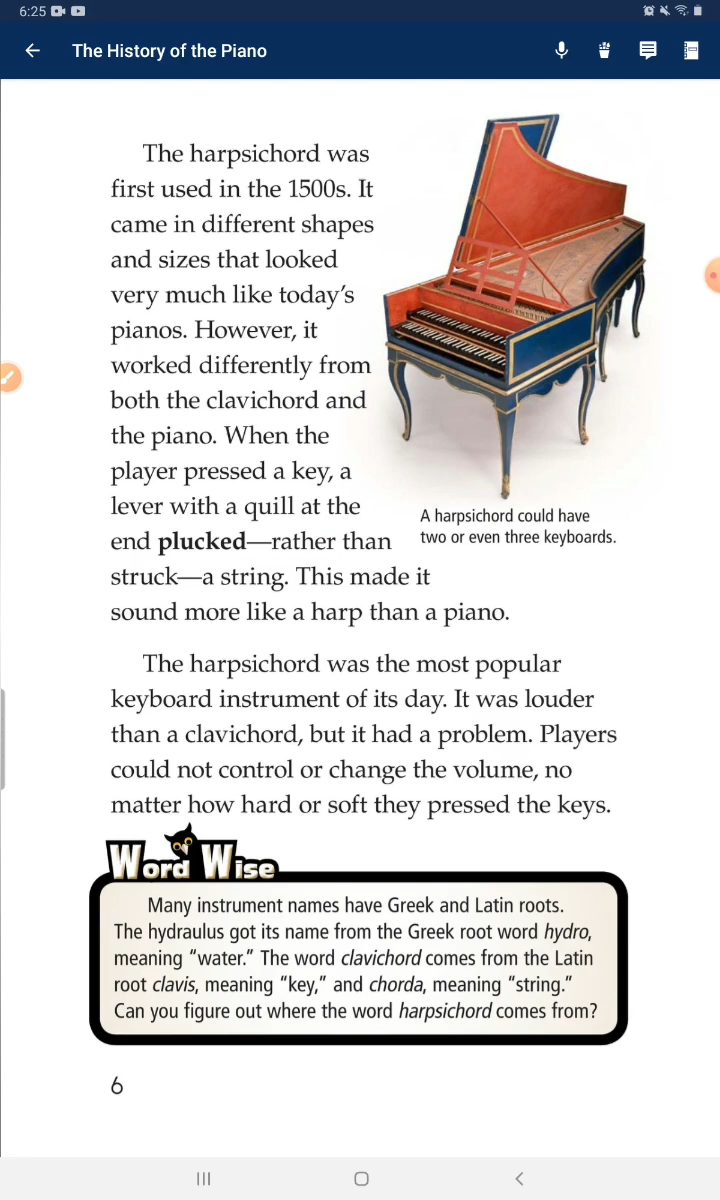 6:25
The History of the Piano
The harpsichord was
first used in the 1500s. It
came in different shapes
and sizes that looked
very much like today’s
pianos. However, it
worked differently from
both the clavichord and
the piano. When the
player pressed a key, a
lever with a quill at the
end plucked—rather than
struck—a string. This made it
sound more like a harp than a piano.
A harpsichord could have
two or even three keyboards.
The harpsichord was the most popular
keyboard instrument of its day. It was louder
than a clavichord, but it had a problem. Players
could not control or change the volume, no
matter how hard or soft they pressed the keys.
Word Wise
Many instrument names have Greek and Latin roots.
The hydraulus got its name from the Greek root word hydro,
meaning “water.” The word clavichord comes from the Latin
root clavis, meaning “key,” and chorda, meaning “string.”
Can you figure out where the word harpsichord comes from?
6